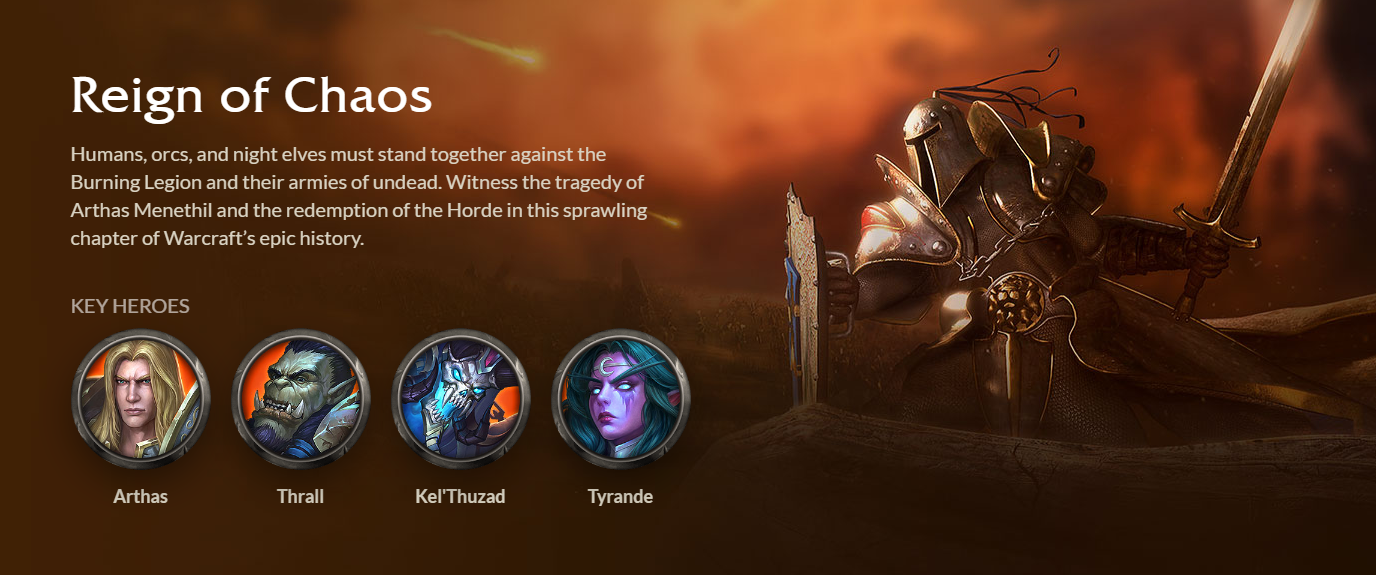 Reign of Chaos
Humans, orcs, and night elves must stand together against the
Burning Legion and their armies of undead. Witness the tragedy of
Arthas Menethil and the redemption of the Horde in this sprawling
chapter of Warcraft’s epic history.
KEY HEROES
Arthas
Thrall
Kel'Thuzad
Tyrande